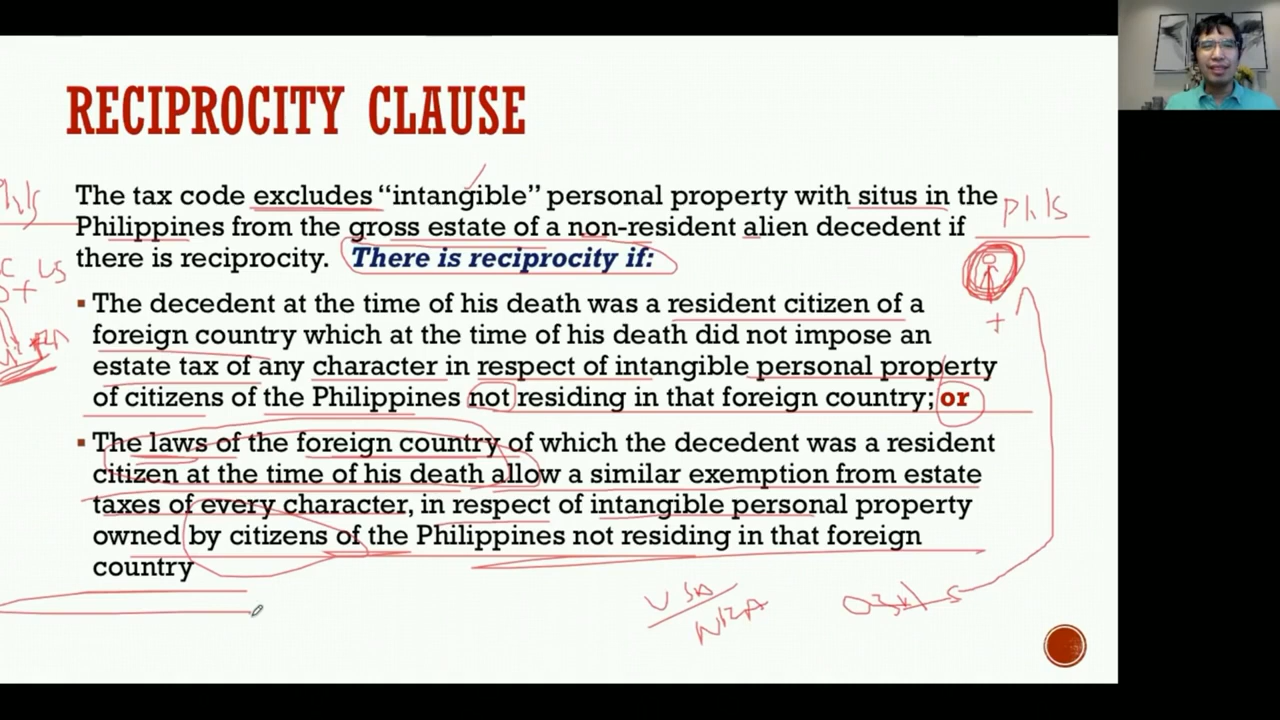 RECIPROCITY CLAUSE
The tax code excludes “intangible” personal property with situs in the
Philippines from the gross estate of a non-resident alien decedent if
there is reciprocity. There is reciprocity if:
▪ The decedent at the time of his death was a resident citizen of a
foreign country which at the time of his death did not impose an
estate tax of any character in respect of intangible personal property
of citizens of the Philippines not residing in that foreign country; or
▪ The laws of the foreign country of which the decedent was a resident
citizen at the time of his death allow a similar exemption from estate
taxes of every character, in respect of intangible personal property
owned by citizens of the Philippines not residing in that foreign
country
Phls
USA
NRA